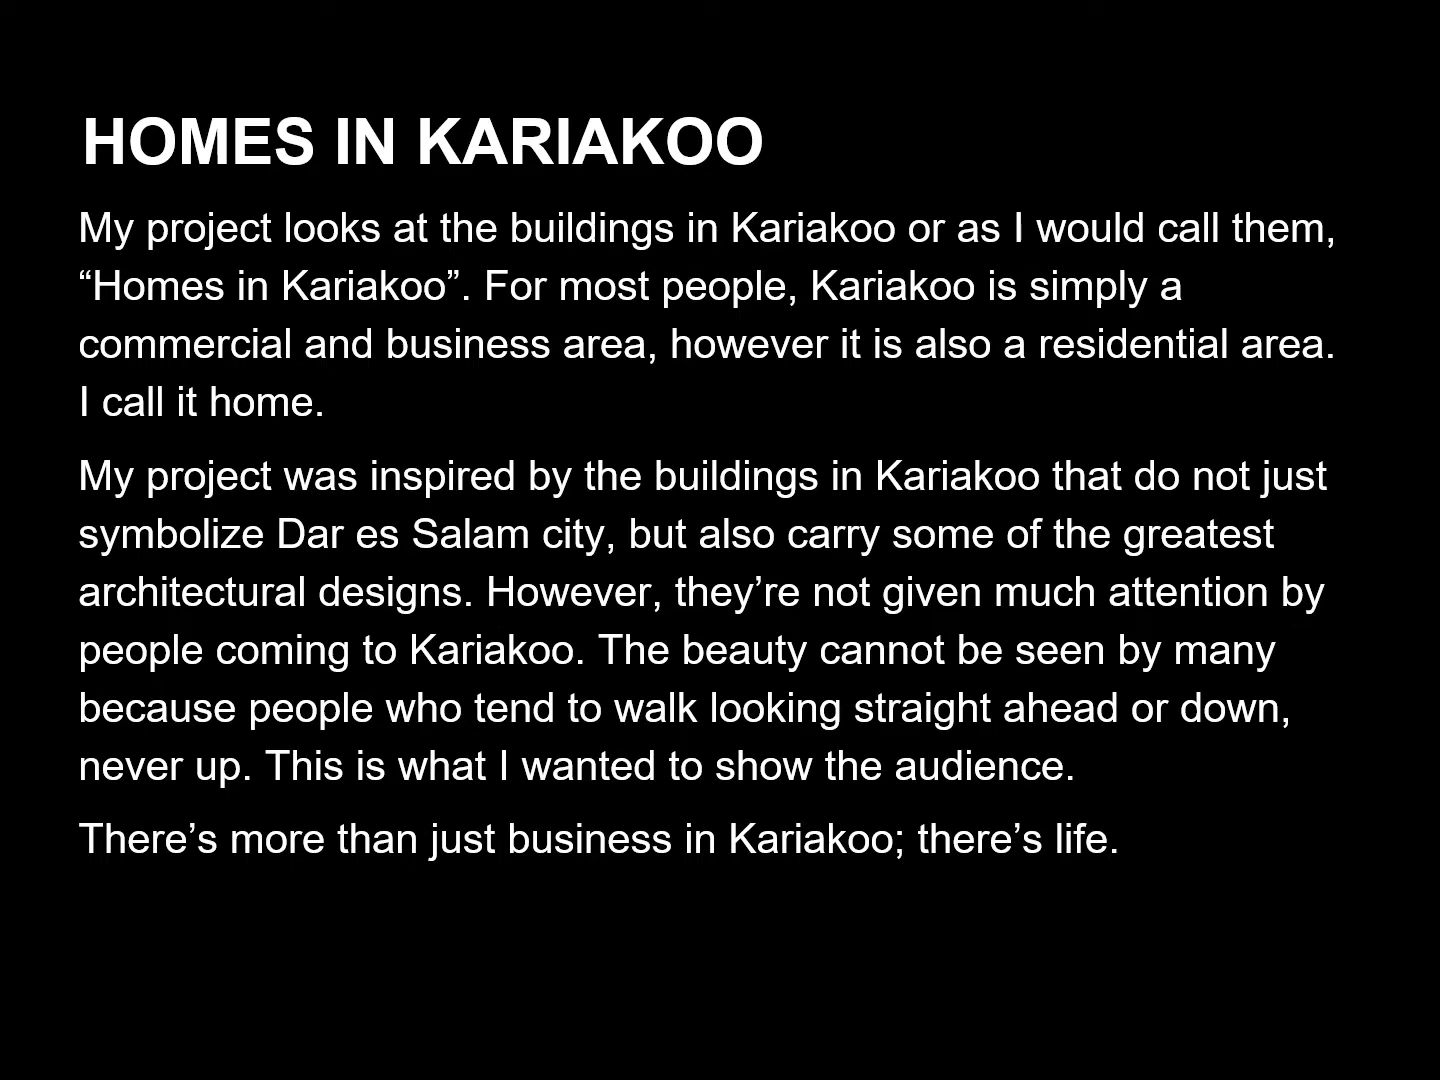 HOMES IN KARIAKOO
My project looks at the buildings in Kariakoo or as I would call them,
“Homes in Kariakoo”. For most people, Kariakoo is simply a
commercial and business area, however it is also a residential area.
I call it home.
My project was inspired by the buildings in Kariakoo that do not just
symbolize Dar es Salam city, but also carry some of the greatest
architectural designs. However, they’re not given much attention by
people coming to Kariakoo. The beauty cannot be seen by many
because people who tend to walk looking straight ahead or down,
never up. This is what I wanted to show the audience.
There’s more than just business in Kariakoo; there’s life.